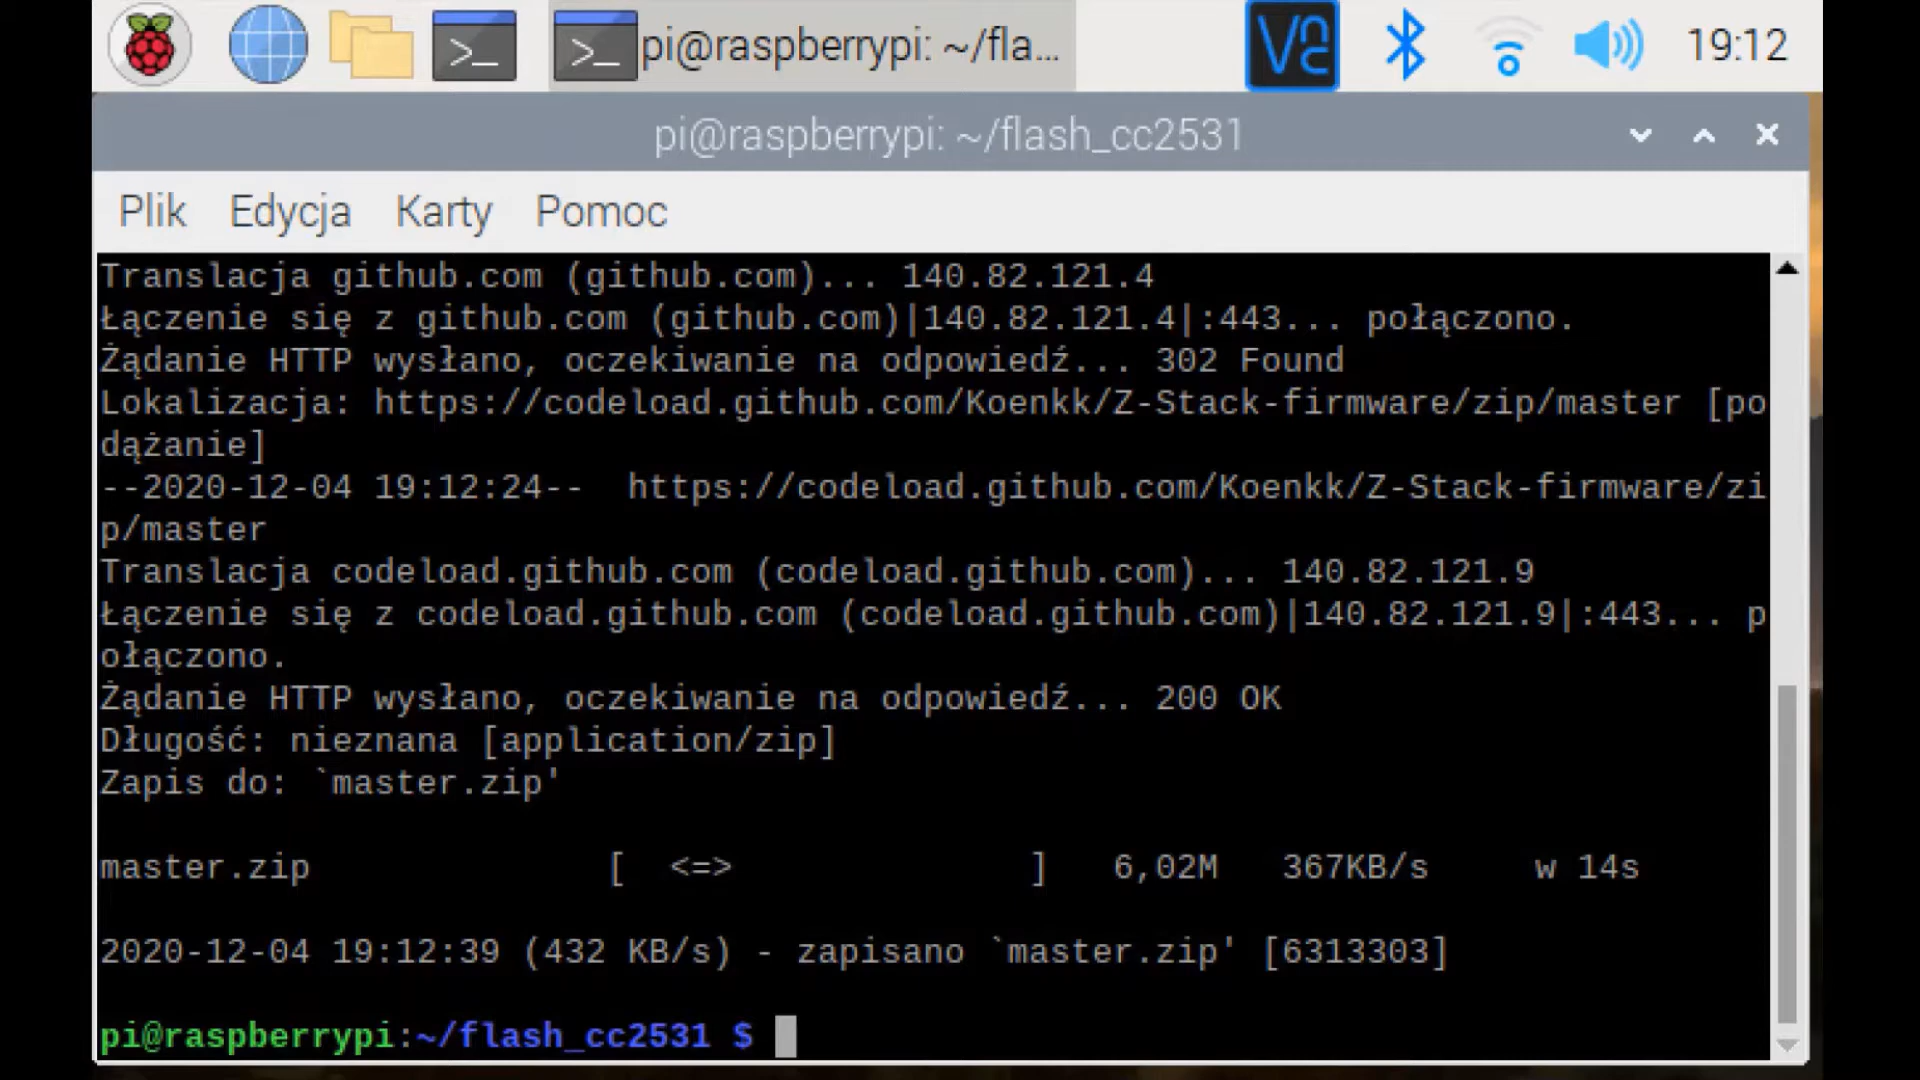 pi@raspberrypi: ~/fla...
19:12
pi@raspberrypi: ~/flash_cc2531
Plik Edycja Karty Pomoc
Translacja github.com (github.com)... 140.82.121.4
Łączenie się z github.com (github.com)|140.82.121.4|:443... połączono.
Żądanie HTTP wysłano, oczekiwanie na odpowiedź... 302 Found
Lokalizacja: https://codeload.github.com/Koenkk/Z-Stack-firmware/zip/master [po
dążanie]
--2020-12-04 19:12:24--  https://codeload.github.com/Koenkk/Z-Stack-firmware/zi
p/master
Translacja codeload.github.com (codeload.github.com)... 140.82.121.9
Łączenie się z codeload.github.com (codeload.github.com)|140.82.121.9|:443... p
ołączono.
Żądanie HTTP wysłano, oczekiwanie na odpowiedź... 200 OK
Długość: nieznana [application/zip]
Zapis do: `master.zip'
master.zip [ <=> ] 6,02M 367KB/s w 14s
2020-12-04 19:12:39 (432 KB/s) - zapisano `master.zip' [6313303]
pi@raspberrypi:~/flash_cc2531 $